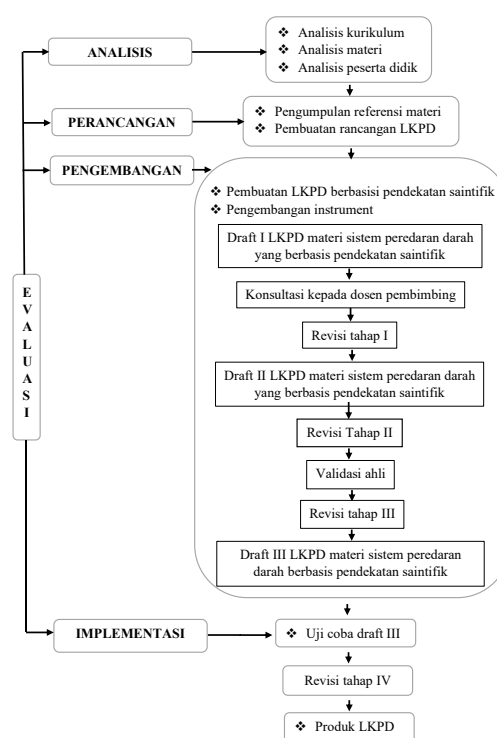 ❖ Analisis kurikulum
ANALISIS
❖ Analisis materi
❖ Analisis peserta didik
❖ Pengumpulan referensi materi
PERANCANGAN
❖ Pembuatan rancangan LKPD
PENGEMBANGAN
❖ Pembuatan LKPD berbasisi pendekatan saintifik
❖ Pengembangan instrument
Draft I LKPD materi sistem peredaran darah
yang berbasis pendekatan saintifik
Konsultasi kepada dosen pembimbing
Revisi tahap I
Draft II LKPD materi sistem peredaran darah
yang berbasis pendekatan saintifik
Revisi Tahap II
Validasi ahli
Revisi tahap III
Draft III LKPD materi sistem peredaran
darah berbasis pendekatan saintifik
E
V
A
L
U
A
S
I
IMPLEMENTASI
❖ Uji coba draft III
Revisi tahap IV
❖ Produk LKPD